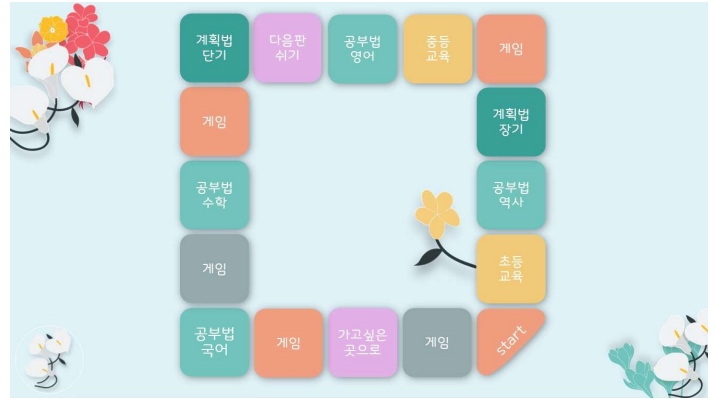 계획법
단기
다음판
쉬기
공부법
영어
중등
교육
게임
게임
계획법
장기
공부법
수학
공부법
역사
게임
초등
교육
공부법
국어
게임
가고싶은
곳으로
게임
start